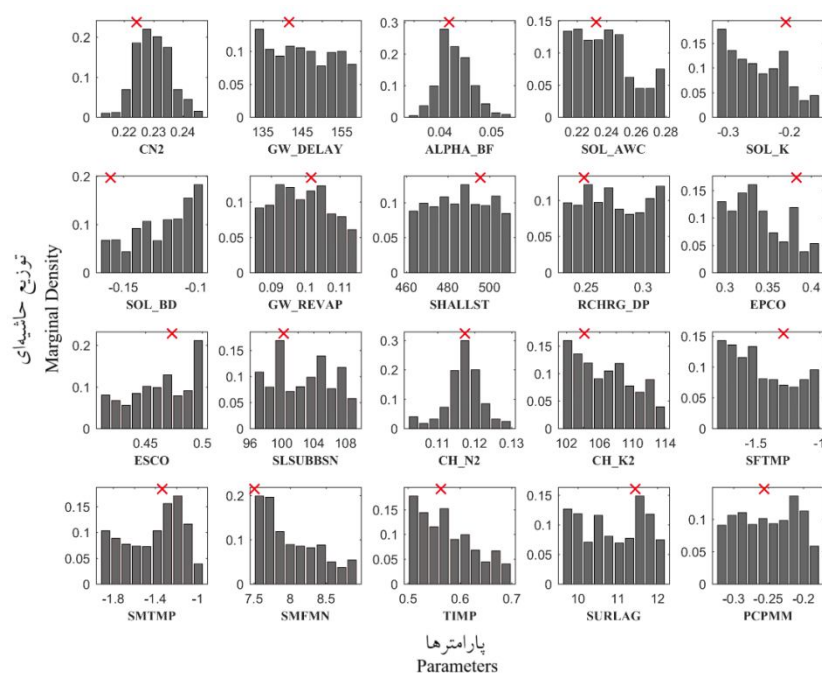 0.2
0.1
0
0.22 0.23 0.24
CN2
0.15
0.1
0.05
0
135 145 155
GW_DELAY
0.3
0.2
0.1
0
0.04 0.05
ALPHA_BF
0.15
0.1
0.05
0
0.22 0.24 0.26 0.28
SOL_AWC
0.15
0.1
0.05
0
-0.3 -0.2
SOL_K
0.2
0.1
0
-0.15 -0.1
SOL_BD
0.1
0.05
0
0.09 0.1 0.11
GW_REVAP
0.1
0.05
0
460 480 500
SHALLST
0.1
0.05
0
0.25 0.3
RCHRG_DP
0.15
0.1
0.05
0
0.3 0.35 0.4
EPCO
توزیع حاشیه‌ای
Marginal Density
0.2
0.1
0
0.45 0.5
ESCO
0.15
0.1
0.05
0
96 100 104 108
SLSUBBSN
0.3
0.2
0.1
0
0.11 0.12 0.13
CH_N2
0.15
0.1
0.05
0
102 106 110 114
CH_K2
0.15
0.1
0.05
0
-1.5 -1
SFTMP
0.15
0.1
0.05
0
-1.8 -1.4 -1
SMTMP
0.2
0.1
0
7.5 8 8.5
SMFMN
0.15
0.1
0.05
0
0.5 0.6 0.7
TIMP
0.15
0.1
0.05
0
10 11 12
SURLAG
0.1
0.05
0
-0.3 -0.25 -0.2
PCPMM
پارامترها
Parameters